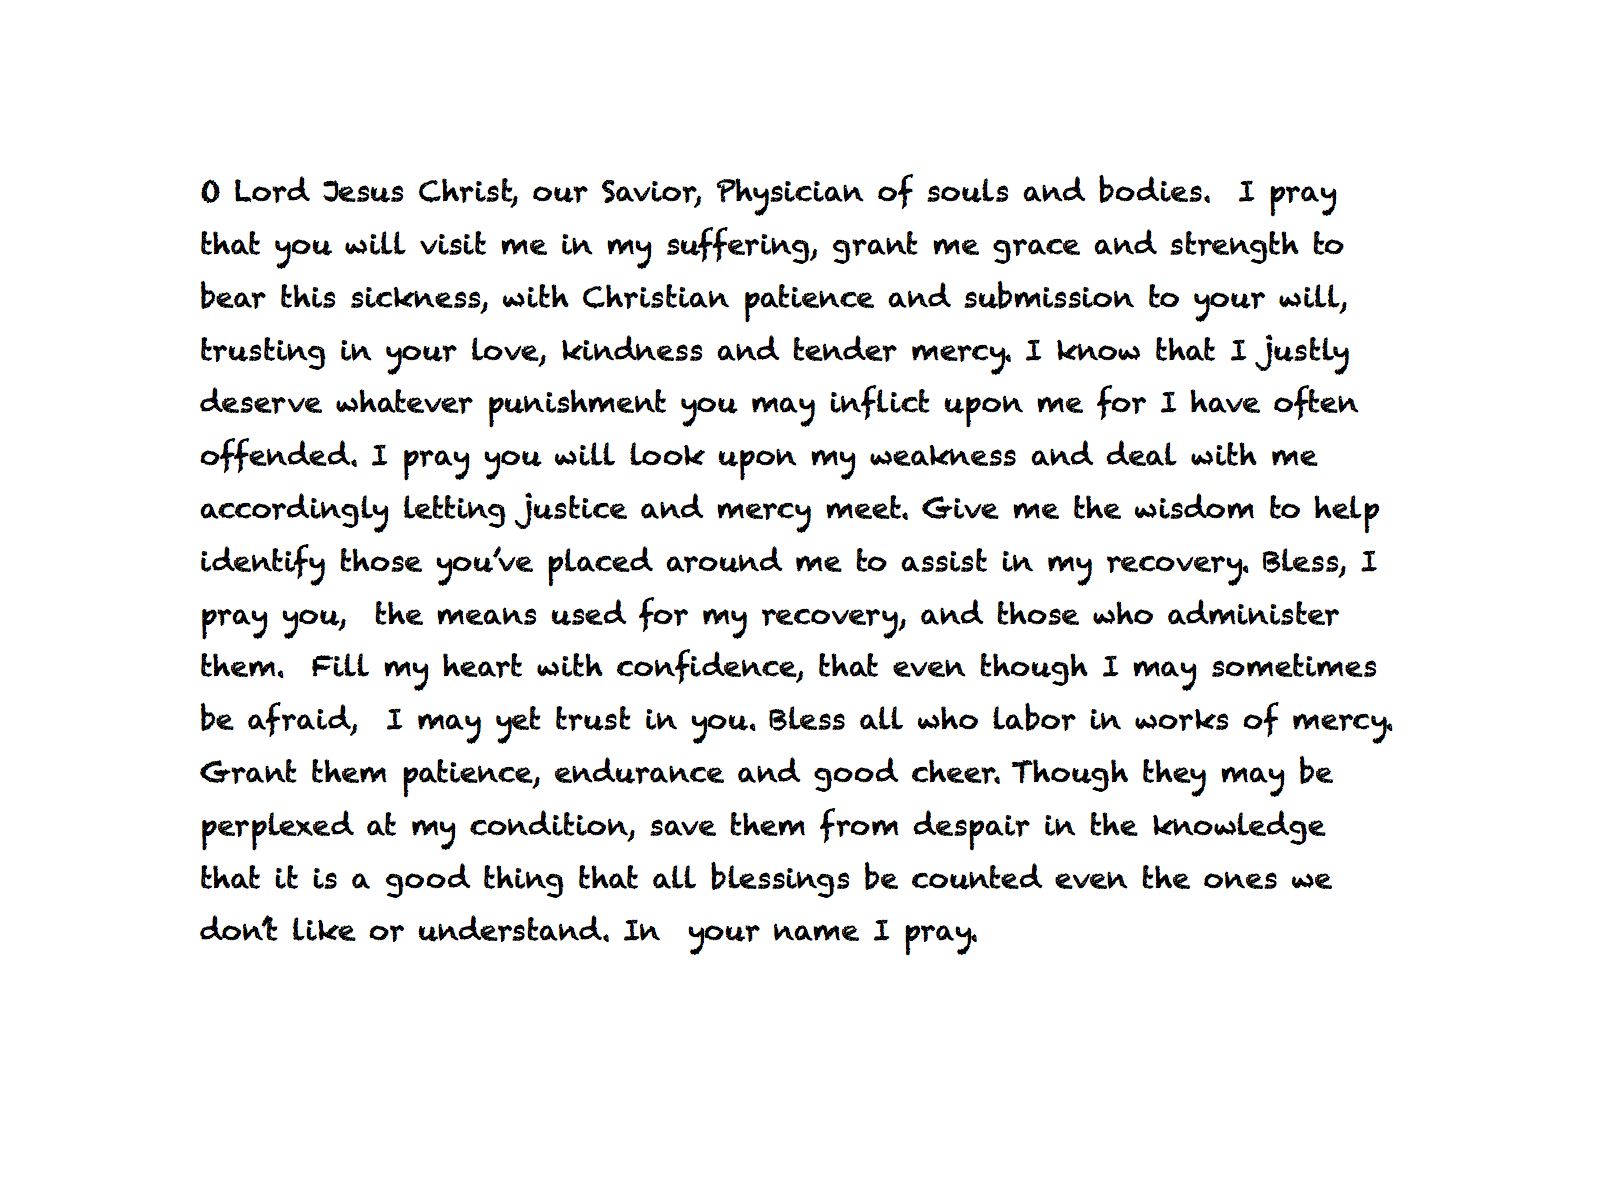 O Lord Jesus Christ, our Savior, Physician of souls and bodies.  I pray
that you will visit me in my suffering, grant me grace and strength to
bear this sickness, with Christian patience and submission to your will,
trusting in your love, kindness and tender mercy. I know that I justly
deserve whatever punishment you may inflict upon me for I have often
offended. I pray you will look upon my weakness and deal with me
accordingly letting justice and mercy meet. Give me the wisdom to help
identify those you've placed around me to assist in my recovery. Bless, I
pray you,  the means used for my recovery, and those who administer
them.  Fill my heart with confidence, that even though I may sometimes
be afraid,  I may yet trust in you. Bless all who labor in works of mercy.
Grant them patience, endurance and good cheer. Though they may be
perplexed at my condition, save them from despair in the knowledge
that it is a good thing that all blessings be counted even the ones we
don't like or understand. In  your name I pray.